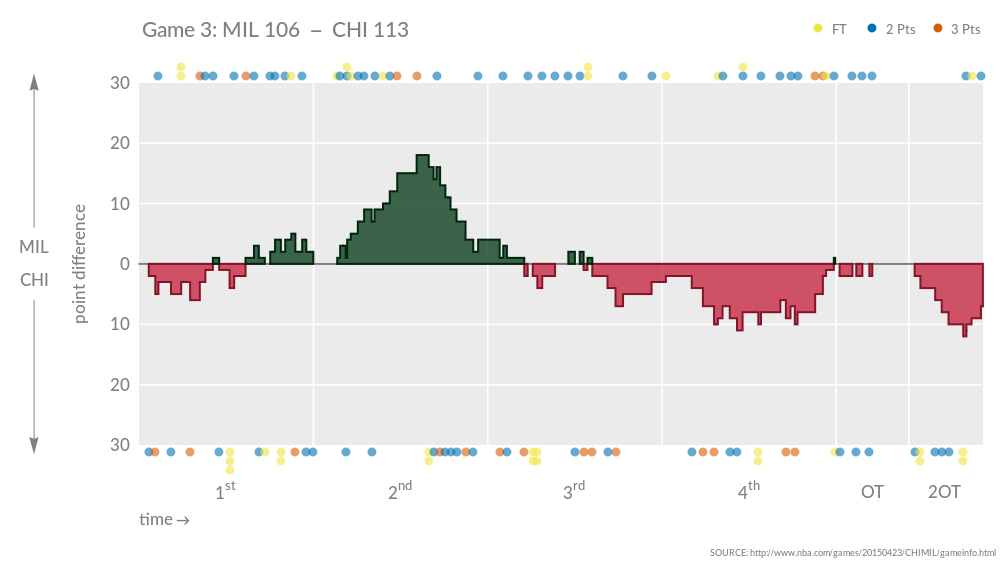 Game 3: MIL 106 – CHI 113
FT 2 Pts 3 Pts
30
20
10
0
10
20
30
MIL
CHI
point difference
1st 2nd 3rd 4th OT 2OT
time→
SOURCE: http://www.nba.com/games/20150423/CHIMIL/gameinfo.html